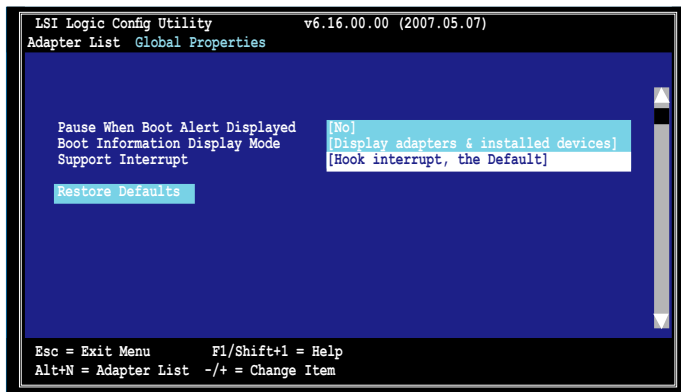 LSI Logic Config Utility v6.16.00.00 (2007.05.07)
Adapter List Global Properties
Pause When Boot Alert Displayed [No]
Boot Information Display Mode [Display adapters & installed devices]
Support Interrupt [Hook interrupt, the Default]
Restore Defaults
Esc = Exit Menu F1/Shift+1 = Help
Alt+N = Adapter List -/+ = Change Item